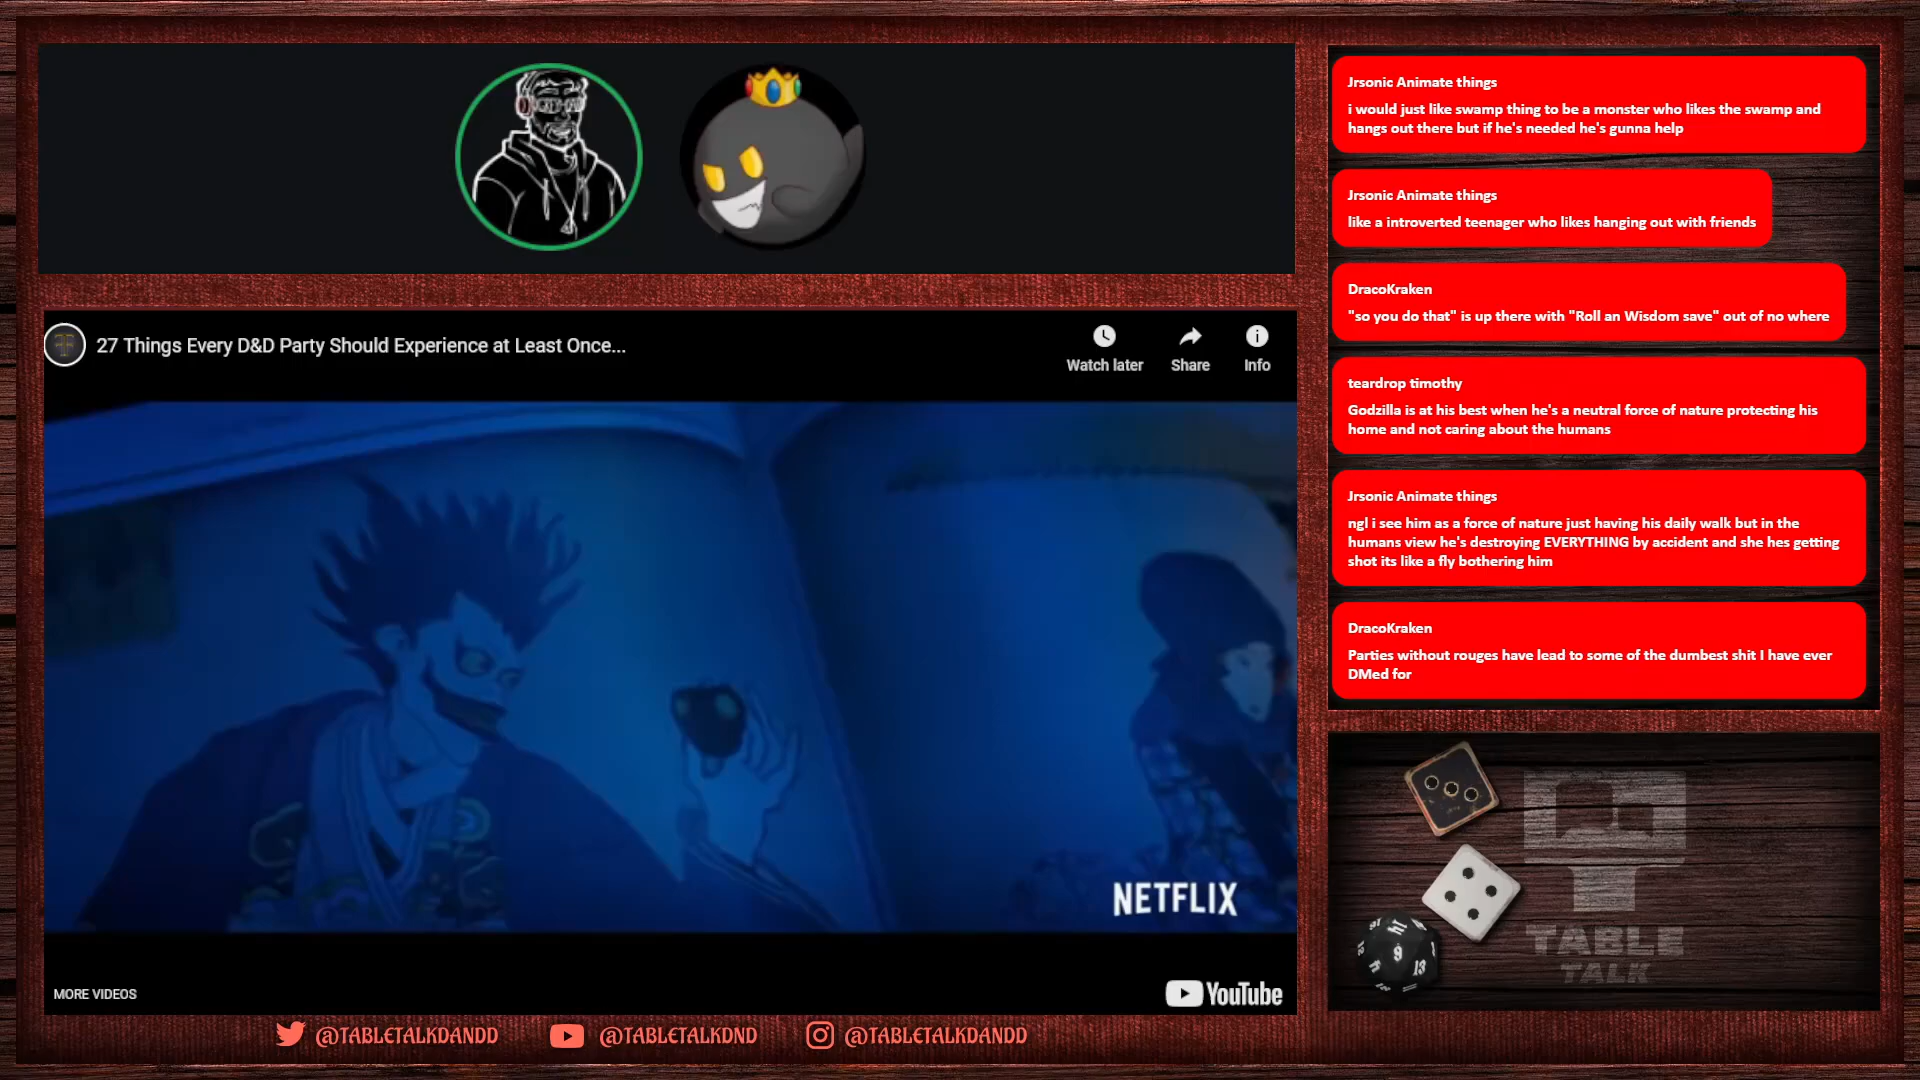 27 Things Every D&D Party Should Experience at Least Once...
Watch later
Share
Info
NETFLIX
MORE VIDEOS
YouTube
@TABLETALKDANDD
@TABLETALKDND
@TABLETALKDANDD
Jrsonic Animate things
i would just like swamp thing to be a monster who likes the swamp and
hangs out there but if he's needed he's gunna help
Jrsonic Animate things
like a introverted teenager who likes hanging out with friends
DracoKraken
"so you do that" is up there with "Roll an Wisdom save" out of no where
teardrop timothy
Godzilla is at his best when he's a neutral force of nature protecting his
home and not caring about the humans
Jrsonic Animate things
ngl i see him as a force of nature just having his daily walk but in the
humans view he's destroying EVERYTHING by accident and she hes getting
shot its like a fly bothering him
DracoKraken
Parties without rouges have lead to some of the dumbest shit I have ever
DMed for
9
13
TABLE
TALK